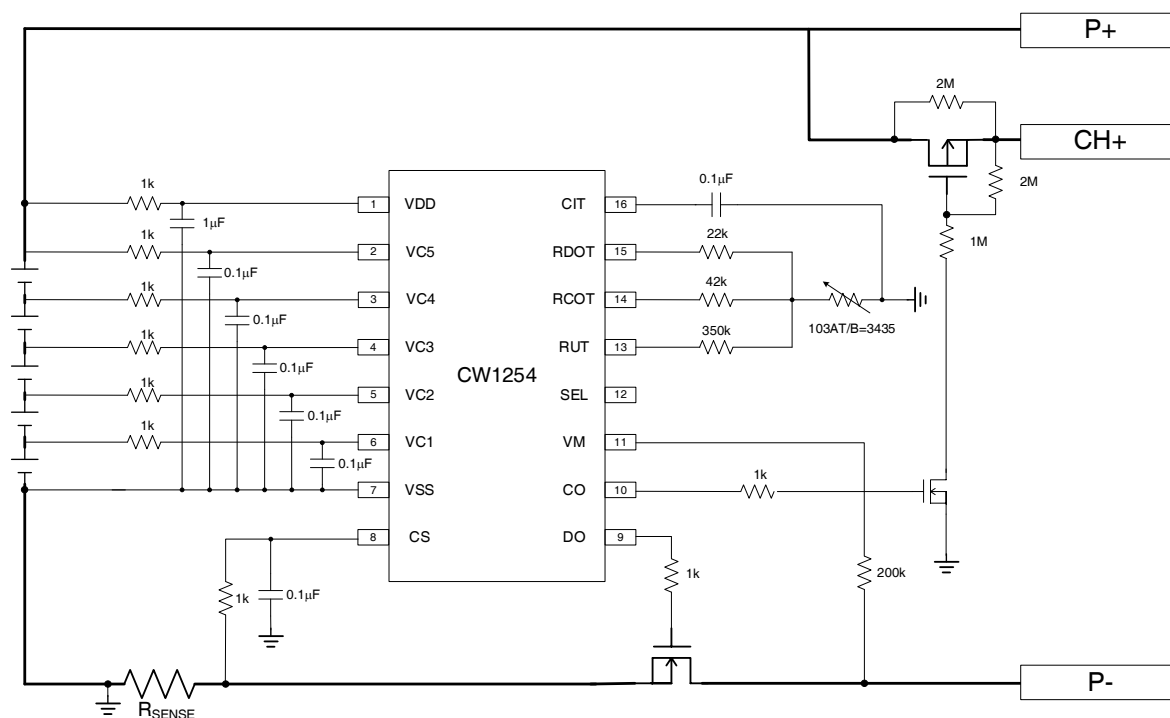 P+
2M
CH+
2M
1M
1k
1μF
1 VDD
CIT 16
0.1μF
1k
0.1μF
2 VC5
RDOT 15
22k
1k
0.1μF
3 VC4
RCOT 14
42k
103AT/B=3435
1k
0.1μF
4 VC3
RUT 13
350k
CW1254
1k
0.1μF
5 VC2
SEL 12
1k
0.1μF
6 VC1
VM 11
7 VSS
CO 10
1k
8 CS
DO 9
1k
0.1μF
1k
200k
RSENSE
P-